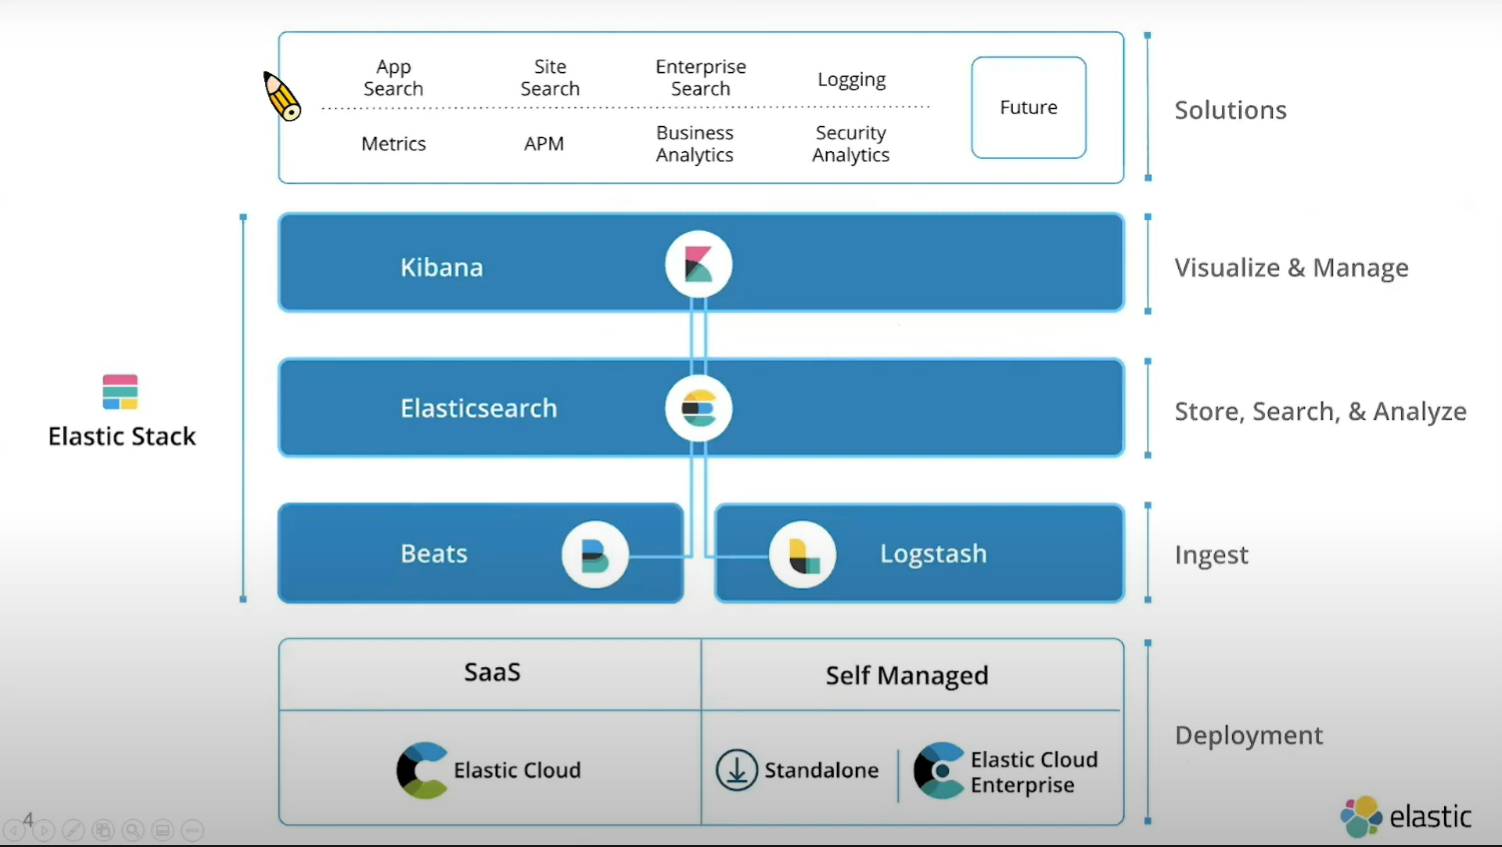 App
Search
Site
Search
Enterprise
Search
Logging
Metrics
APM
Business
Analytics
Security
Analytics
Future
Solutions
Kibana
Visualize & Manage
Elastic Stack
Elasticsearch
Store, Search, & Analyze
Beats
Logstash
Ingest
SaaS
Self Managed
Elastic Cloud
Standalone
Elastic Cloud
Enterprise
Deployment
4
elastic